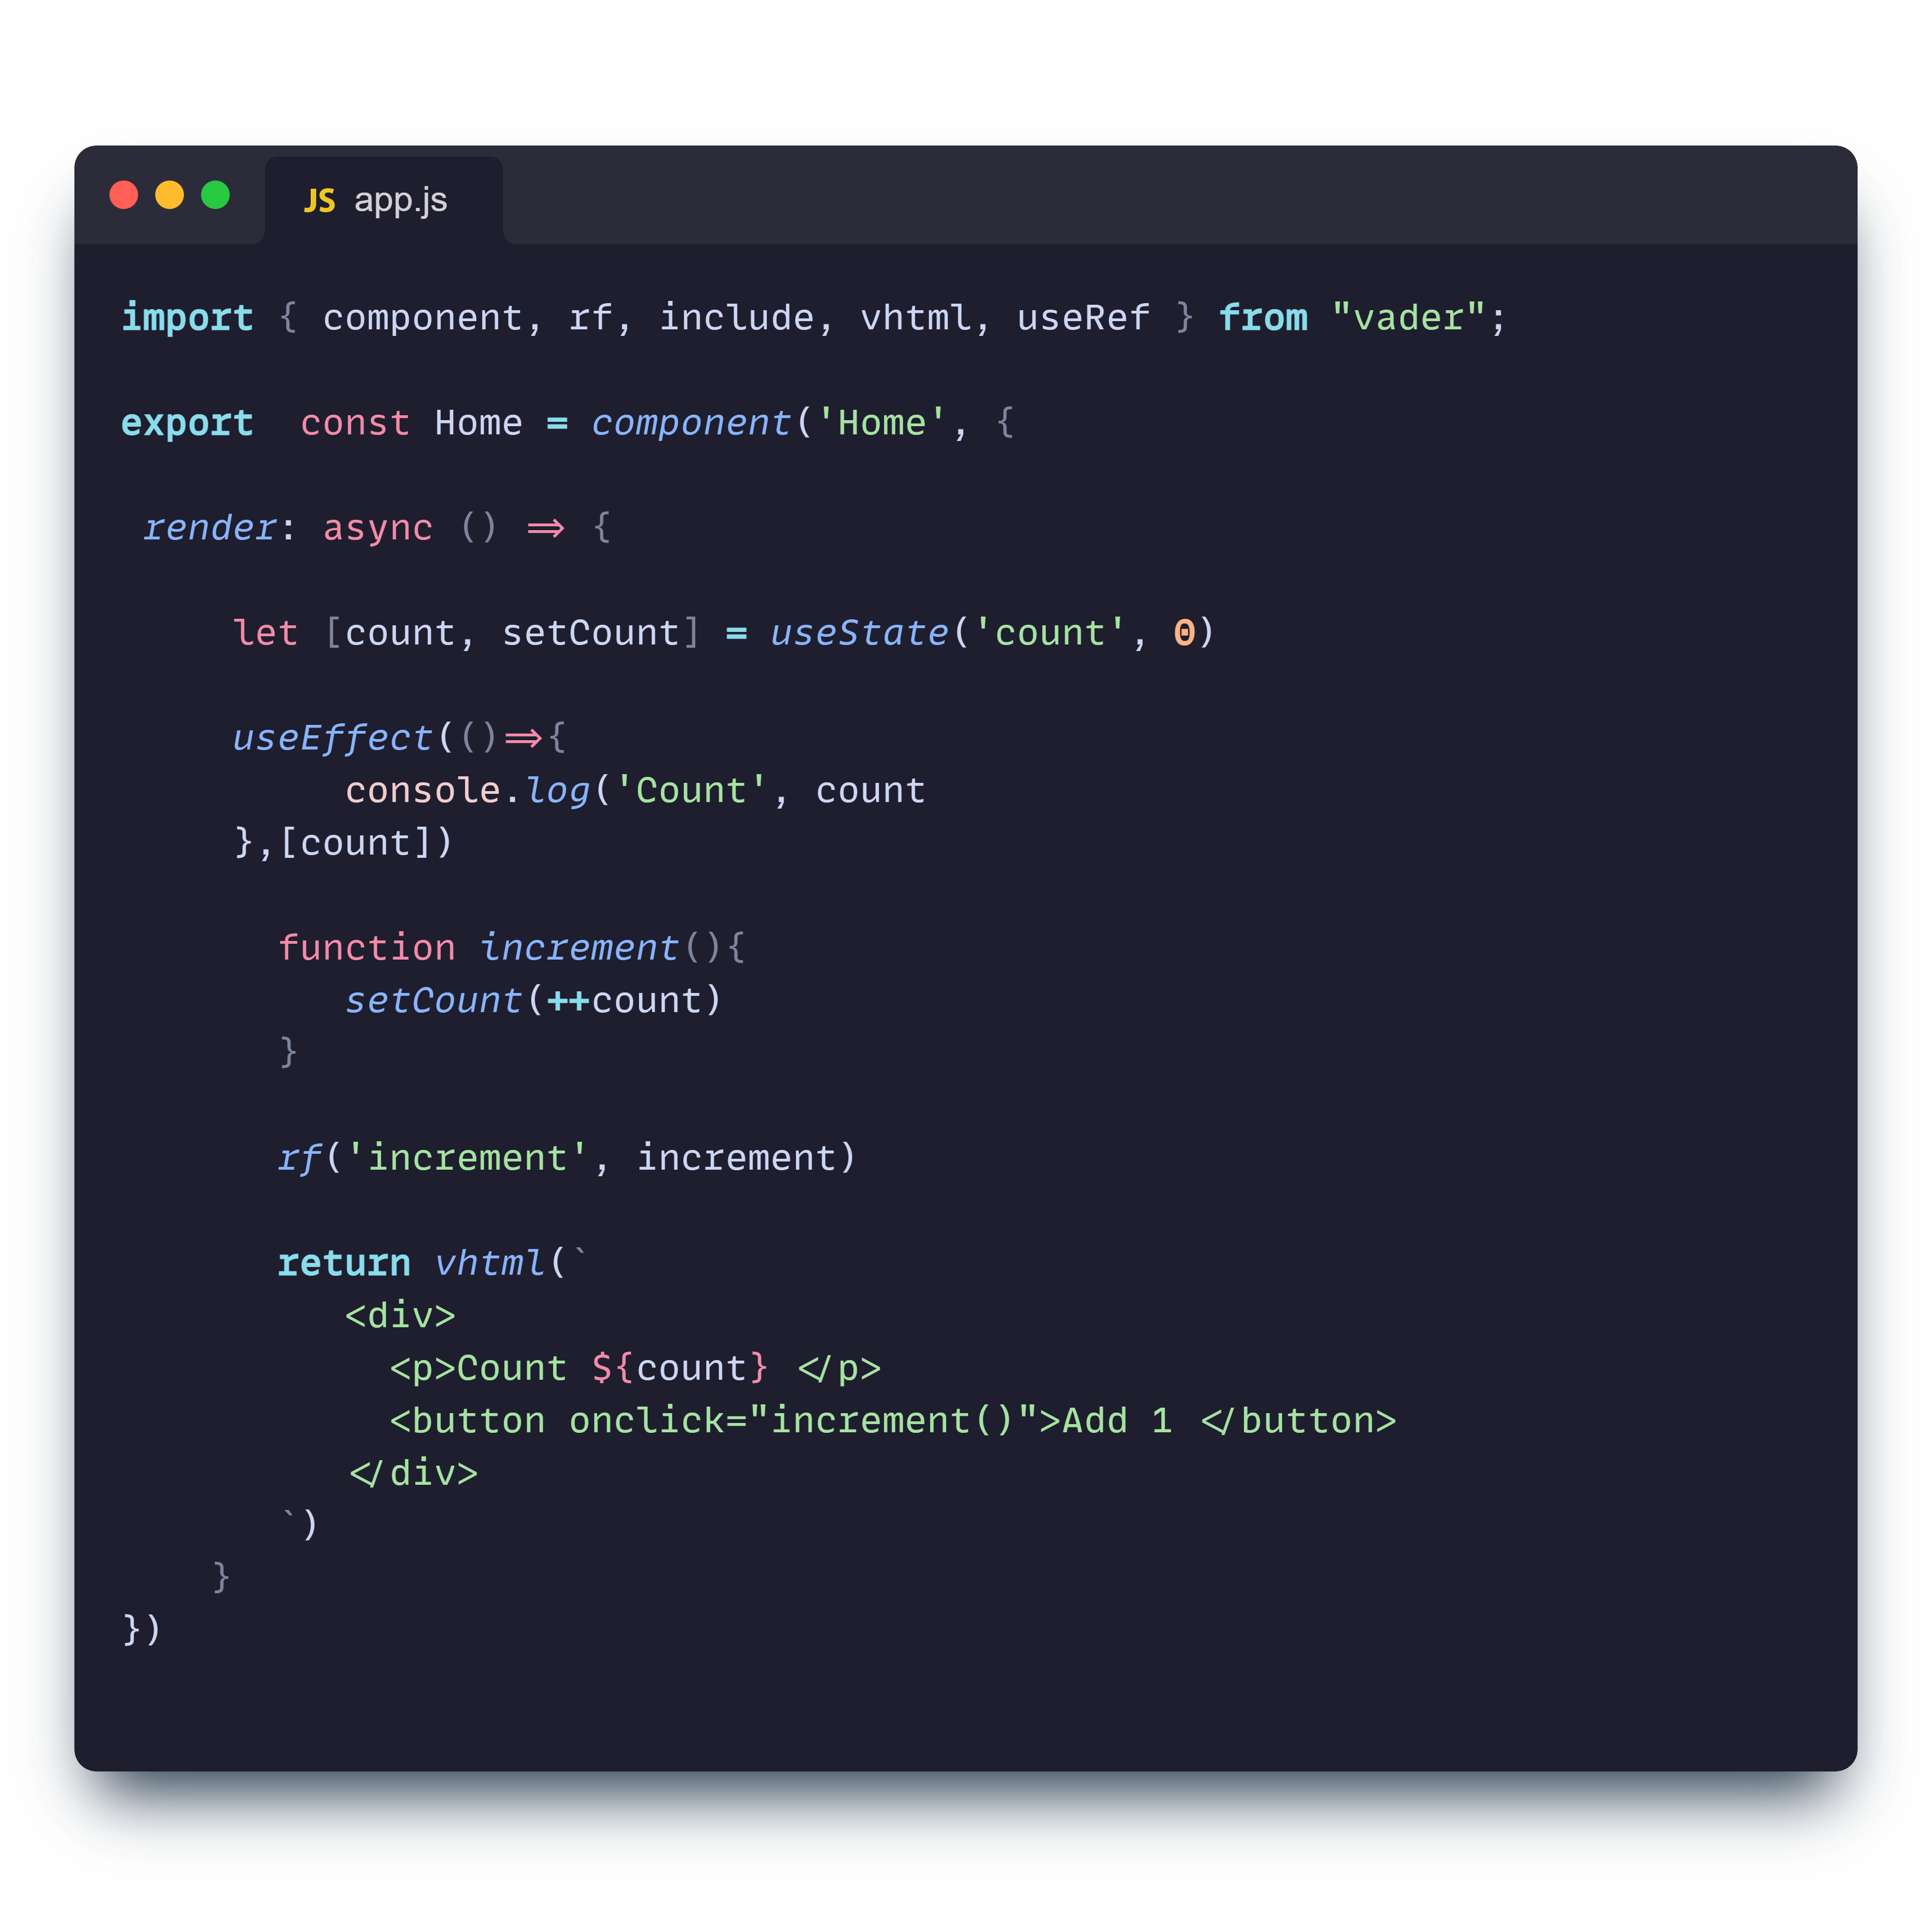 JS app.js
import { component, rf, include, vhtml, useRef } from "vader";
export  const Home = component('Home', {
 render: async () => {
     let [count, setCount] = useState('count', 0)
     useEffect(()=>{
          console.log('Count', count
     },[count])
       function increment(){
          setCount(++count)
       }
       rf('increment', increment)
       return vhtml(`
          <div>
            <p>Count ${count} </p>
            <button onclick="increment()">Add 1 </button>
          </div>
       `)
    }
})